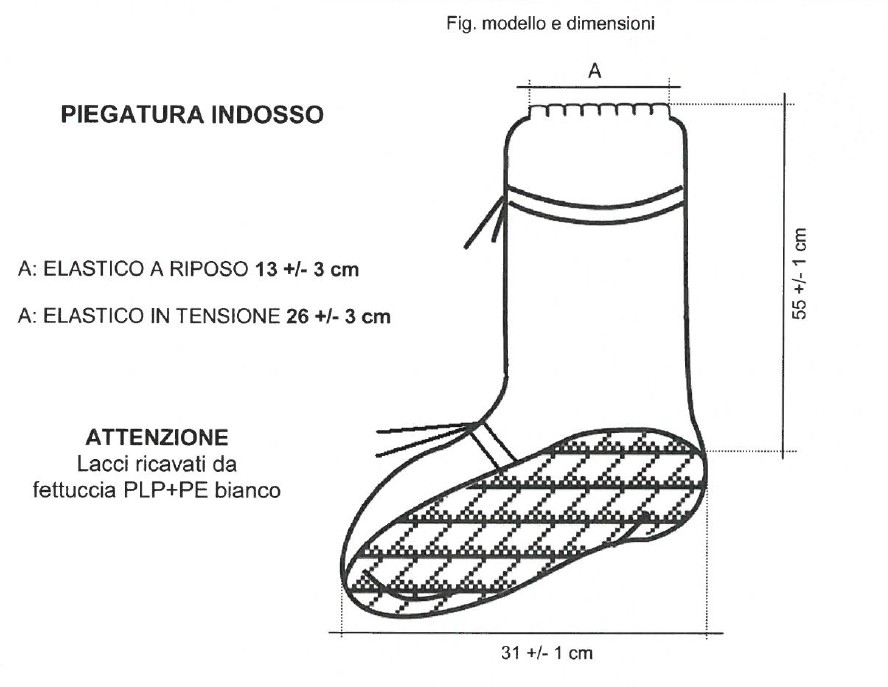 Fig. modello e dimensioni
A
PIEGATURA INDOSSO
A: ELASTICO A RIPOSO 13 +/- 3 cm
A: ELASTICO IN TENSIONE 26 +/- 3 cm
55 +/- 1 cm
ATTENZIONE
Lacci ricavati da
fettuccia PLP+PE bianco
31 +/- 1 cm